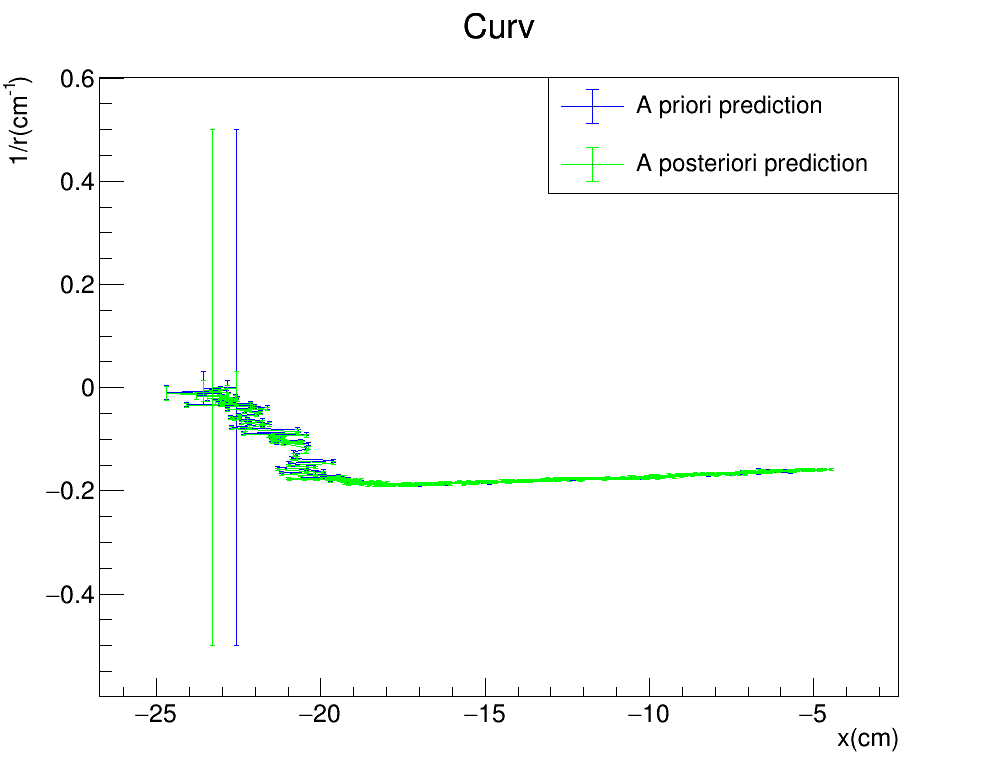 Curv
1/r(cm⁻¹)
0.6
0.4
0.2
0
−0.2
−0.4
A priori prediction
A posteriori prediction
−25 −20 −15 −10 −5
x(cm)